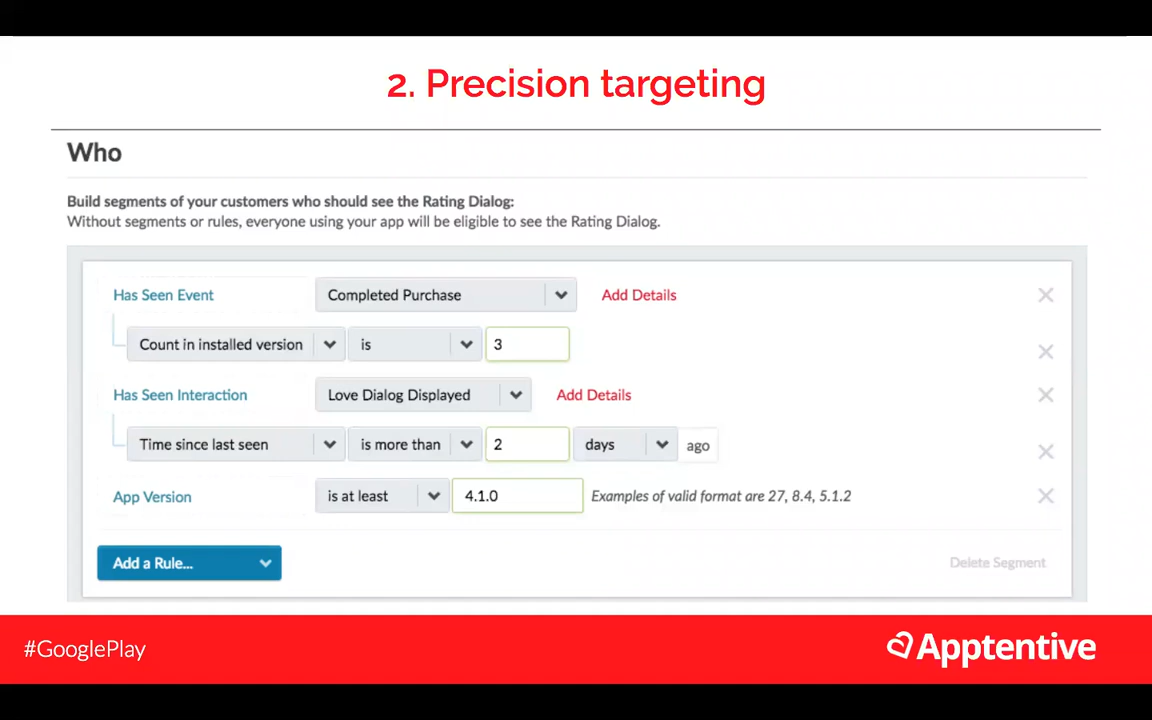 2. Precision targeting
Who
Build segments of your customers who should see the Rating Dialog:
Without segments or rules, everyone using your app will be eligible to see the Rating Dialog.
Has Seen Event Completed Purchase Add Details
Count in installed version is 3
Has Seen Interaction Love Dialog Displayed Add Details
Time since last seen is more than 2 days ago
App Version is at least 4.1.0 Examples of valid format are 27, 8.4, 5.1.2
Add a Rule... Delete Segment
#GooglePlay Apptentive